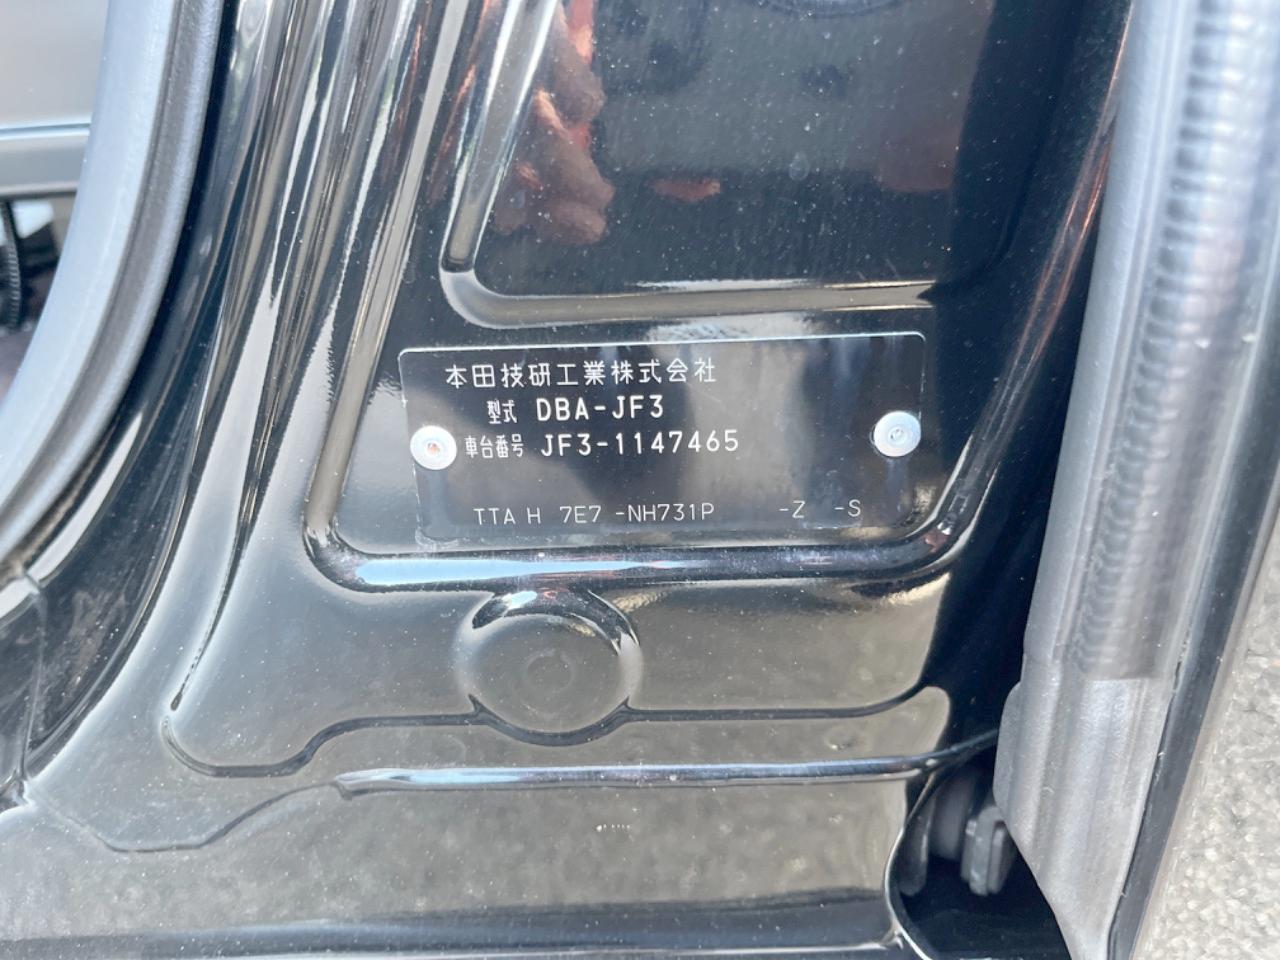 本田技研工業株式会社
型式 DBA-JF3
車台番号 JF3-1147465
TTA H 7E7 -NH731P -Z -S